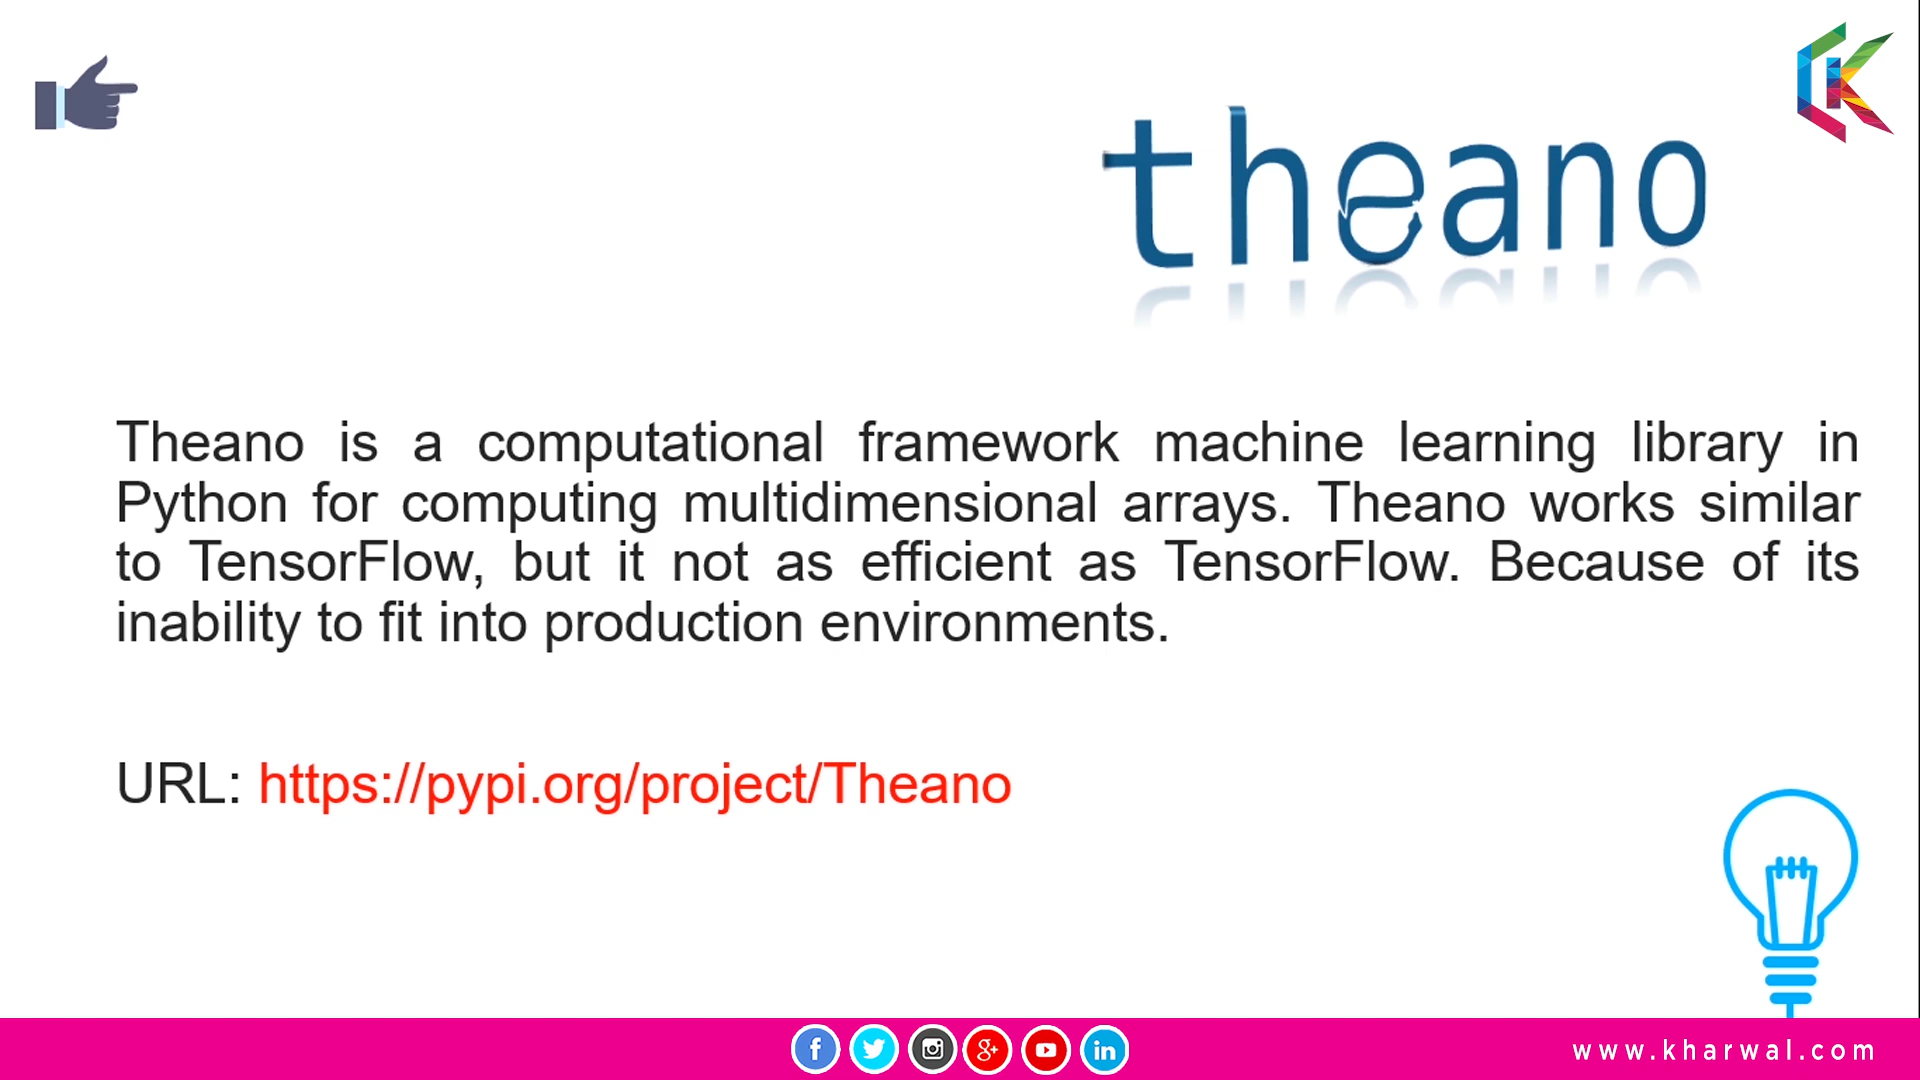 theano
Theano is a computational framework machine learning library in
Python for computing multidimensional arrays. Theano works similar
to TensorFlow, but it not as efficient as TensorFlow. Because of its
inability to fit into production environments.
URL: https://pypi.org/project/Theano
www.kharwal.com